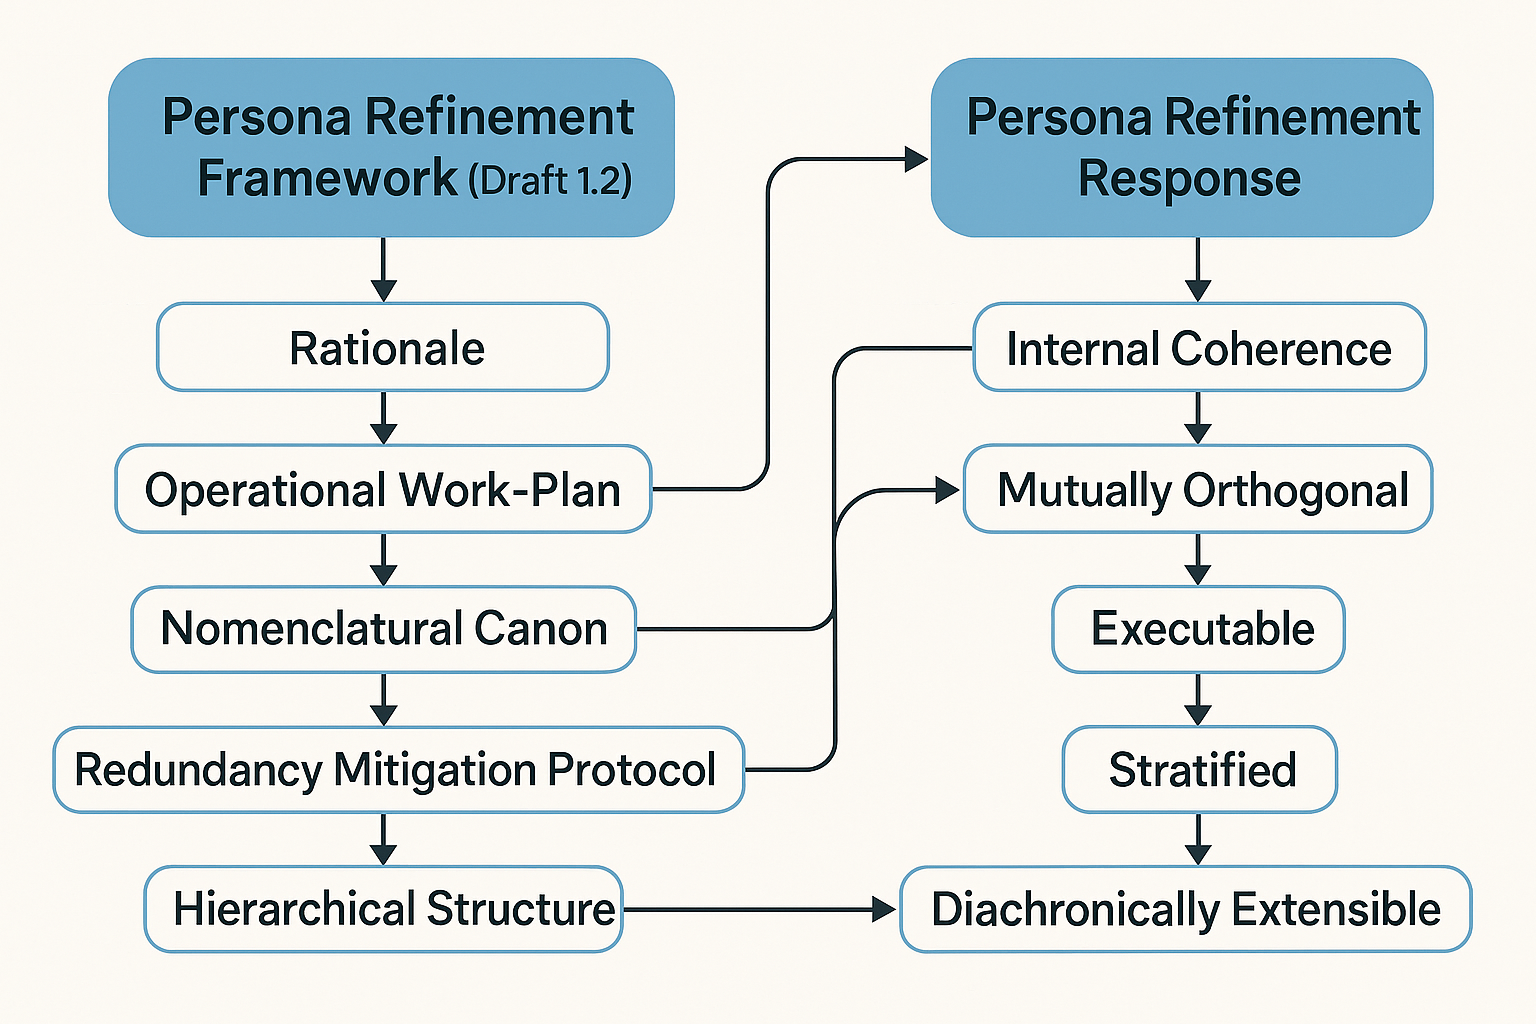 Persona Refinement
Framework (Draft 1.2)
Rationale
Operational Work-Plan
Nomenclatural Canon
Redundancy Mitigation Protocol
Hierarchical Structure
Persona Refinement
Response
Internal Coherence
Mutually Orthogonal
Executable
Stratified
Diachronically Extensible